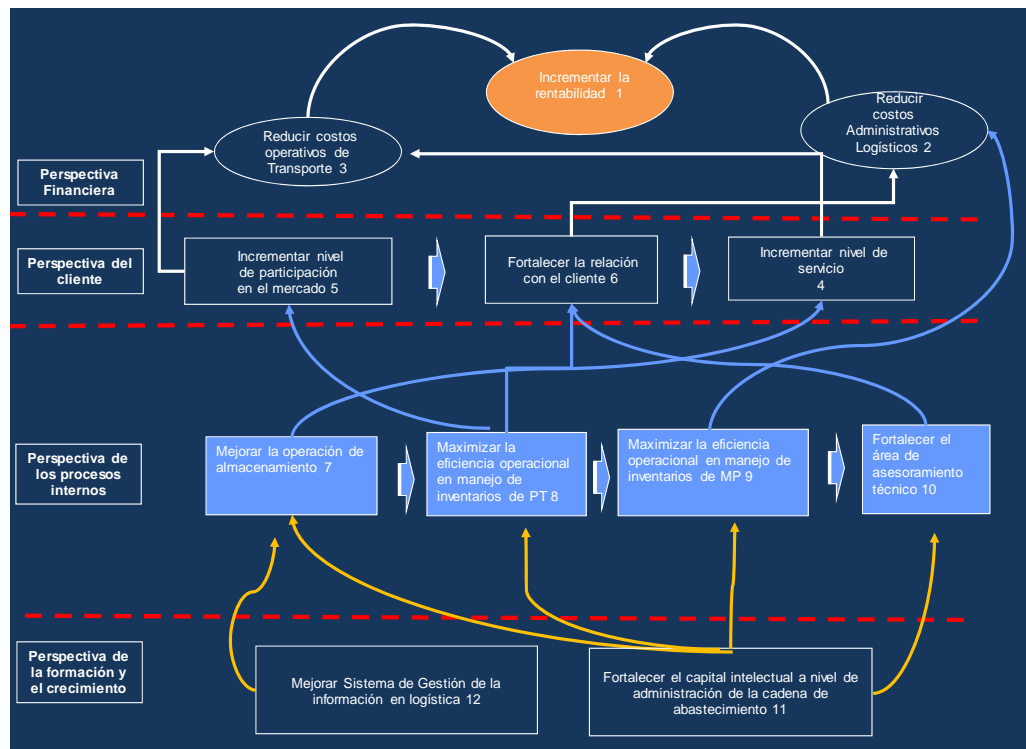 Incrementar la
rentabilidad 1
Reducir
costos
Administrativos
Logísticos 2
Reducir costos
operativos de
Transporte 3
Perspectiva
Financiera
Perspectiva del
cliente
Incrementar nivel
de participación
en el mercado 5
Fortalecer la relación
con el cliente 6
Incrementar nivel de
servicio
4
Perspectiva de
los procesos
internos
Mejorar la operación de
almacenamiento 7
Maximizar la
eficiencia operacional
en manejo de
inventarios de PT 8
Maximizar la eficiencia
operacional en manejo de
inventarios de MP 9
Fortalecer el
área de
asesoramiento
técnico 10
Perspectiva de
la formación y
el crecimiento
Mejorar Sistema de Gestión de la
información en logística 12
Fortalecer el capital intelectual a nivel de
administración de la cadena de
abastecimiento 11